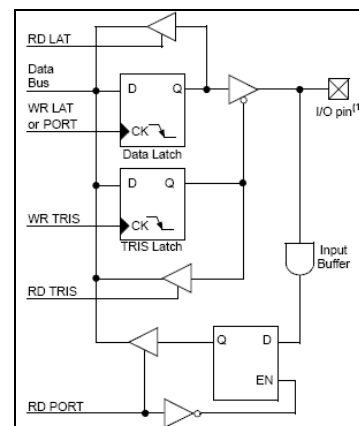 RD LAT
Data
Bus
D Q
I/O pin(1
WR LAT
or PORT
CK
Data Latch
D Q
WR TRIS
CK
TRIS Latch
Input
Buffer
RD TRIS
Q D
EN
RD PORT